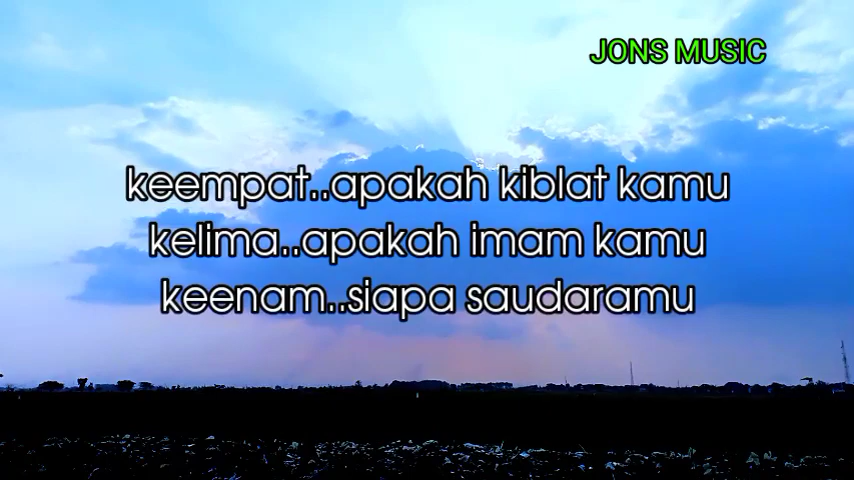 JONS MUSIC
keempat..apakah kiblat kamu
kelima..apakah imam kamu
keenam..siapa saudaramu